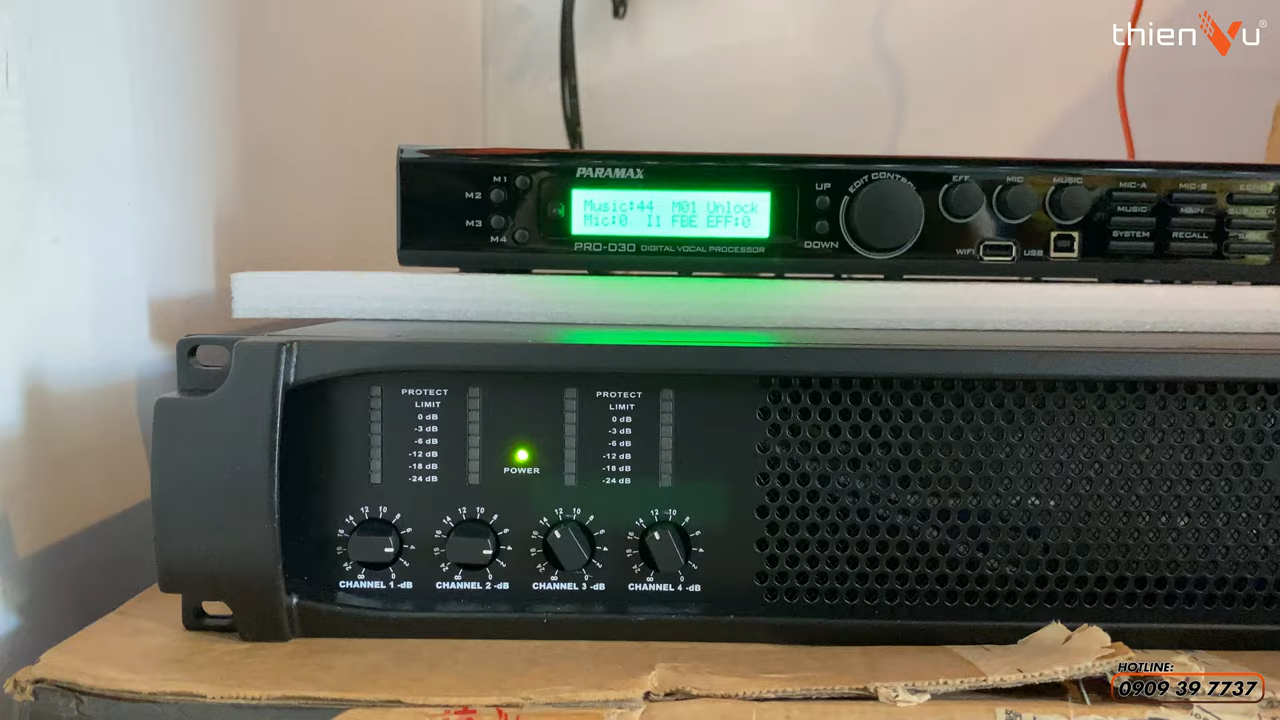 thienVu®
PARAMAX
M1
M2
M3
M4
Music:44 M01 Unlock
Mic:0 I1 FBE EFF:0
PRO-D30 DIGITAL VOCAL PROCESSOR
UP
DOWN
EDIT CONTROL
EFF
MIC
MUSIC
WIFI
USB
MIC-A
MIC-B
ECHO
MUSIC
MAIN
SYSTEM
RECALL
PROTECT
LIMIT
0 dB
-3 dB
-6 dB
-12 dB
-18 dB
-24 dB
POWER
PROTECT
LIMIT
0 dB
-3 dB
-6 dB
-12 dB
-18 dB
-24 dB
CHANNEL 1 -dB
CHANNEL 2 -dB
CHANNEL 3 -dB
CHANNEL 4 -dB
HOTLINE:
0909 39 7737